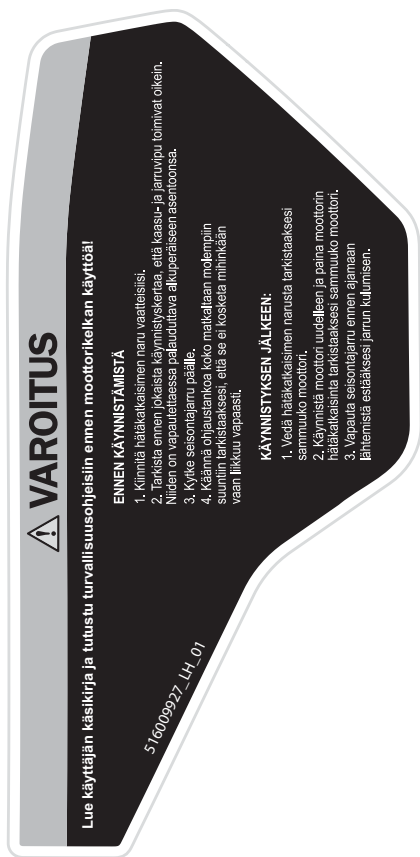 VAROITUS
Lue käyttäjän käsikirja ja tutustu turvallisuusohjeisiin ennen moottorikelkan käyttöä!
ENNEN KÄYNNISTÄMISTÄ
1. Kiinnitä hätäkatkaisimen naru vaatteisiisi.
2. Tarkista ennen jokaista käynnistyskertaa, että kaasu- ja jarruvipu toimivat oikein.
Niiden on vapautettaessa palauduttava alkuperäiseen asentoonsa.
3. Kytke seisontajarru päälle.
4. Käännä ohjaustankoa koko matkaltaan molempiin
suuntiin tarkistaaksesi, että se ei kosketa mihinkään
vaan liikkuu vapaasti.
KÄYNNISTYKSEN JÄLKEEN:
1. Vedä hätäkatkaisimen narusta tarkistaaksesi
sammuuko moottori.
2. Käynnistä moottori uudelleen ja paina moottorin
hätäkatkaisinta tarkistaaksesi sammuuko moottori.
3. Vapauta seisontajarru ennen ajamaan
lähtemistä estääksesi jarrun kulumisen.
516009927_LH_01